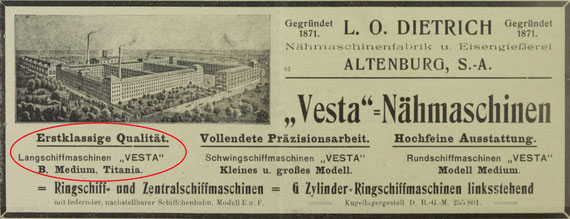 Gegründet 1871.
L. O. DIETRICH
Gegründet 1871.
Nähmaschinenfabrik u. Eisengießerei
ALTENBURG, S.-A.
„Vesta"=Nähmaschinen
Erstklassige Qualität.
Langschiffmaschinen „VESTA"
B. Medium, Titania.
Vollendete Präzisionsarbeit.
Schwingschiffmaschinen „VESTA"
Kleines u. großes Modell.
Hochfeine Ausstattung.
Rundschiffmaschinen „VESTA"
Modell Medium.
= Ringschiff- und Zentralschiffmaschinen = G Zylinder-Ringschiffmaschinen linksstehend
mit federnder, nachstellbarer Schiffchenbahn, Modell E u. F.
Kugellagergestell D. R.-G.-M. 255.801.